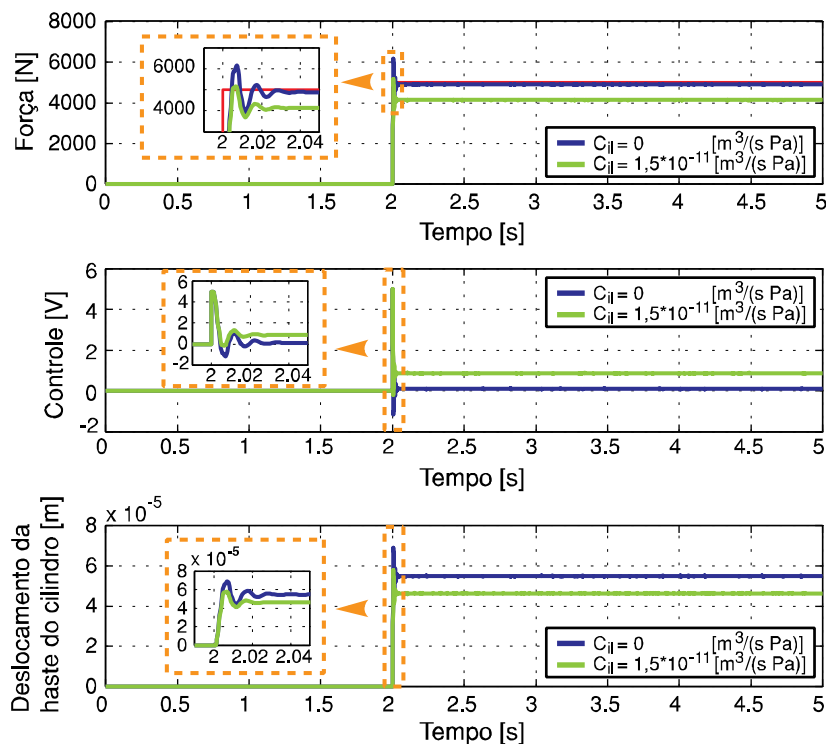 8000
6000
4000
2000
0
Força [N]
6000
4000
2
2.02
2.04
C_il = 0 [m³/(s Pa)]
C_il = 1,5*10⁻¹¹ [m³/(s Pa)]
0 0.5 1 1.5 2 2.5 3 3.5 4 4.5 5
Tempo [s]
6
4
2
0
-2
Controle [V]
6
4
2
0
-2
2 2.02 2.04
C_il = 0 [m³/(s Pa)]
C_il = 1,5*10⁻¹¹ [m³/(s Pa)]
0 0.5 1 1.5 2 2.5 3 3.5 4 4.5 5
Tempo [s]
8 x 10⁻⁵
6
4
2
0
Deslocamento da
haste do cilindro [m]
x 10⁻⁵
8
6
4
2
0
2 2.02 2.04
C_il = 0 [m³/(s Pa)]
C_il = 1,5*10⁻¹¹ [m³/(s Pa)]
0 0.5 1 1.5 2 2.5 3 3.5 4 4.5 5
Tempo [s]